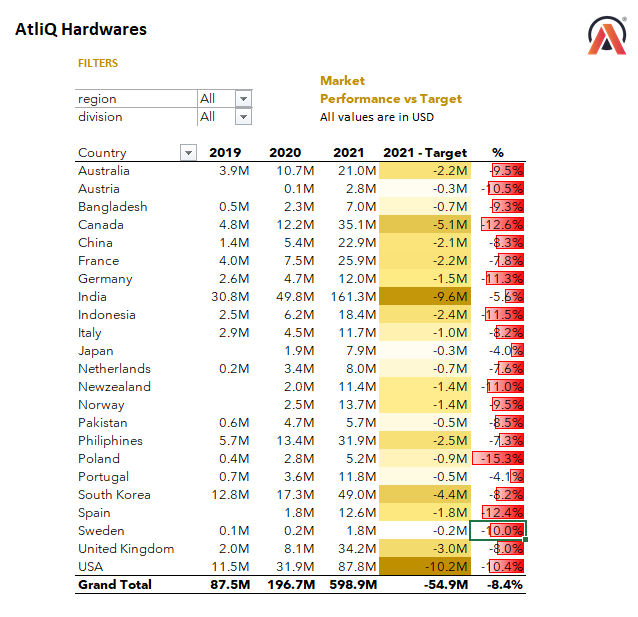 AtliQ Hardwares
FILTERS
Market
region All Performance vs Target
division All All values are in USD
Country 2019 2020 2021 2021 - Target %
Australia 3.9M 10.7M 21.0M -2.2M -9.5%
Austria 0.1M 2.8M -0.3M -10.5%
Bangladesh 0.5M 2.3M 7.0M -0.7M -9.3%
Canada 4.8M 12.2M 35.1M -5.1M -12.6%
China 1.4M 5.4M 22.9M -2.1M -8.3%
France 4.0M 7.5M 25.9M -2.2M -7.8%
Germany 2.6M 4.7M 12.0M -1.5M -11.3%
India 30.8M 49.8M 161.3M -9.6M -5.6%
Indonesia 2.5M 6.2M 18.4M -2.4M -11.5%
Italy 2.9M 4.5M 11.7M -1.0M -8.2%
Japan 1.9M 7.9M -0.3M -4.0%
Netherlands 0.2M 3.4M 8.0M -0.7M -7.6%
Newzealand 2.0M 11.4M -1.4M -11.0%
Norway 2.5M 13.7M -1.4M -9.5%
Pakistan 0.6M 4.7M 5.7M -0.5M -8.5%
Philiphines 5.7M 13.4M 31.9M -2.5M -7.3%
Poland 0.4M 2.8M 5.2M -0.9M -15.3%
Portugal 0.7M 3.6M 11.8M -0.5M -4.1%
South Korea 12.8M 17.3M 49.0M -4.4M -8.2%
Spain 1.8M 12.6M -1.8M -12.4%
Sweden 0.1M 0.2M 1.8M -0.2M -10.0%
United Kingdom 2.0M 8.1M 34.2M -3.0M -8.0%
USA 11.5M 31.9M 87.8M -10.2M -10.4%
Grand Total 87.5M 196.7M 598.9M -54.9M -8.4%